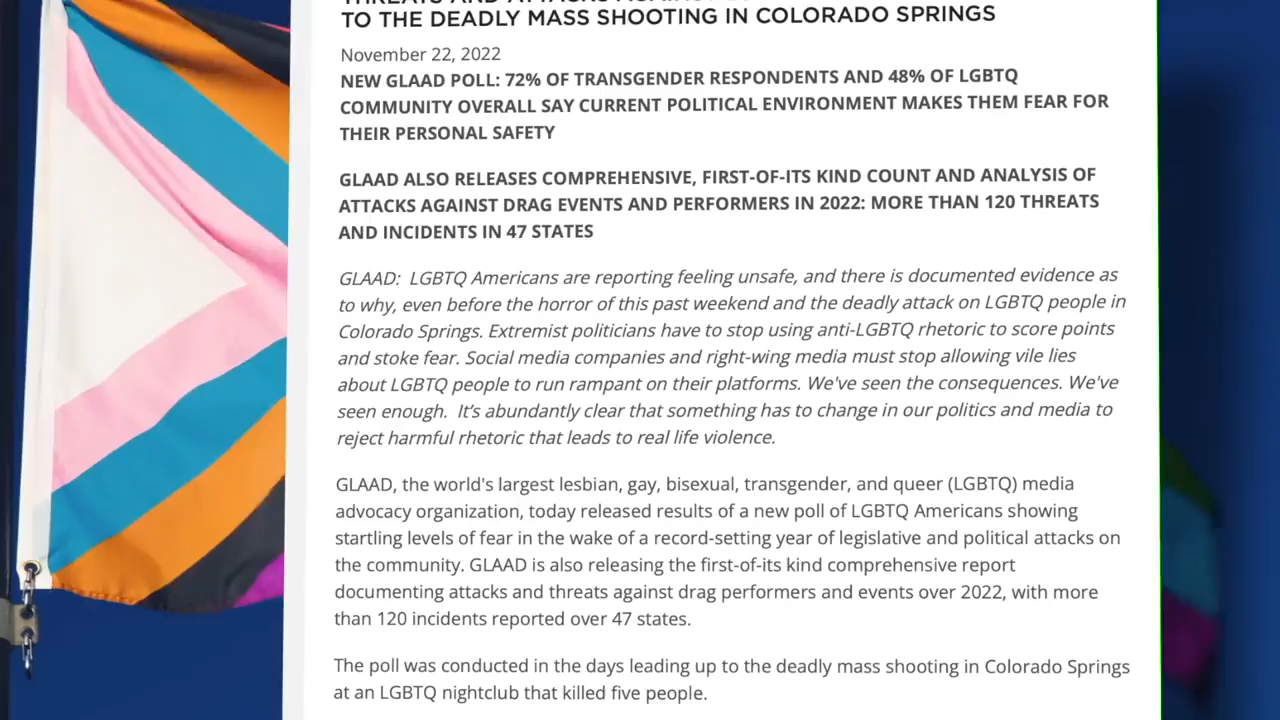 THREATS AND ATTACKS AGAINST
TO THE DEADLY MASS SHOOTING IN COLORADO SPRINGS
November 22, 2022
NEW GLAAD POLL: 72% OF TRANSGENDER RESPONDENTS AND 48% OF LGBTQ
COMMUNITY OVERALL SAY CURRENT POLITICAL ENVIRONMENT MAKES THEM FEAR FOR
THEIR PERSONAL SAFETY
GLAAD ALSO RELEASES COMPREHENSIVE, FIRST-OF-ITS KIND COUNT AND ANALYSIS OF
ATTACKS AGAINST DRAG EVENTS AND PERFORMERS IN 2022: MORE THAN 120 THREATS
AND INCIDENTS IN 47 STATES
GLAAD: LGBTQ Americans are reporting feeling unsafe, and there is documented evidence as
to why, even before the horror of this past weekend and the deadly attack on LGBTQ people in
Colorado Springs. Extremist politicians have to stop using anti-LGBTQ rhetoric to score points
and stoke fear. Social media companies and right-wing media must stop allowing vile lies
about LGBTQ people to run rampant on their platforms. We've seen the consequences. We've
seen enough. It's abundantly clear that something has to change in our politics and media to
reject harmful rhetoric that leads to real life violence.
GLAAD, the world's largest lesbian, gay, bisexual, transgender, and queer (LGBTQ) media
advocacy organization, today released results of a new poll of LGBTQ Americans showing
startling levels of fear in the wake of a record-setting year of legislative and political attacks on
the community. GLAAD is also releasing the first-of-its kind comprehensive report
documenting attacks and threats against drag performers and events over 2022, with more
than 120 incidents reported over 47 states.
The poll was conducted in the days leading up to the deadly mass shooting in Colorado Springs
at an LGBTQ nightclub that killed five people.